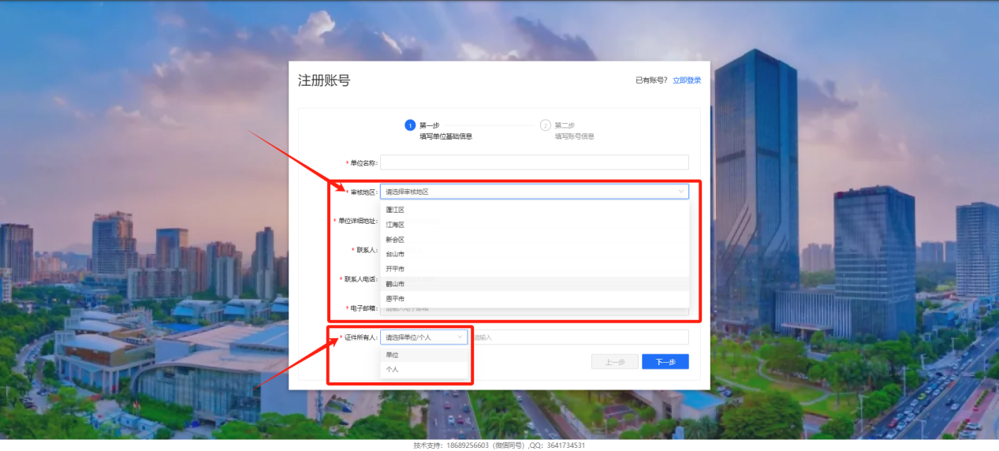 注册账号
已有账号? 立即登录
1 第一步
填写单位基础信息
2 第二步
填写账号信息
* 单位名称:
* 审核地区: 请选择审核地区
蓬江区
* 单位详细地址: 江海区
新会区
* 联系人: 台山市
开平市
* 联系人电话: 鹤山市
恩平市
* 电子邮箱: 请输入电子邮箱
* 证件所有人: 请选择单位/个人 请输入
单位
个人
上一步 下一步
技术支持：18689256603（微信同号）,QQ：3641734531